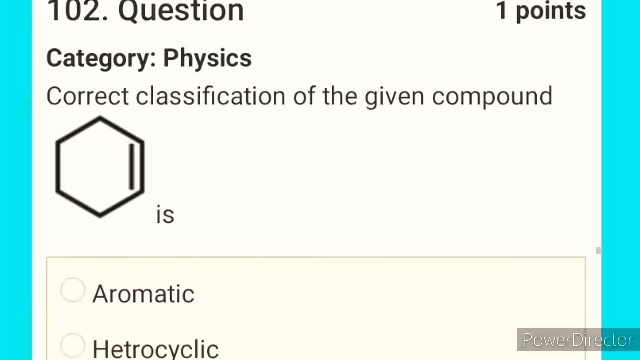 102. Question 1 points
Category: Physics
Correct classification of the given compound
is
Aromatic
Hetrocyclic
PowerDirector